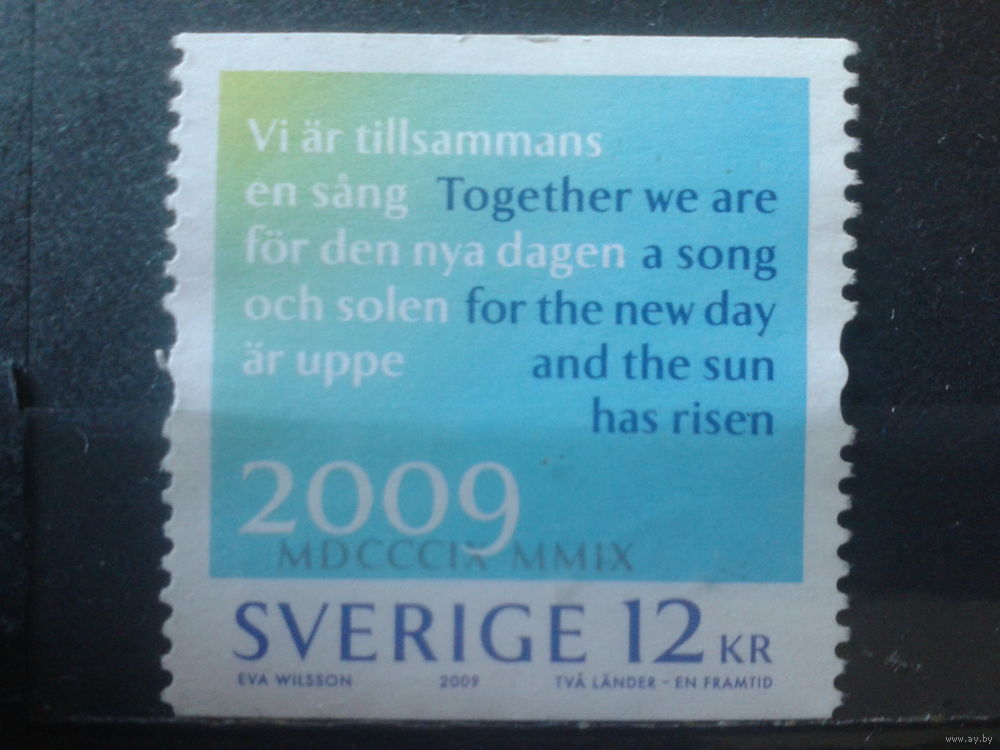 Vi är tillsammans
en sång
för den nya dagen
och solen
är uppe
Together we are
a song
for the new day
and the sun
has risen
2009
MDCCCIX MMIX
SVERIGE 12 KR
EVA WILSSON 2009 TVÅ LÄNDER – EN FRAMTID
www.ay.by